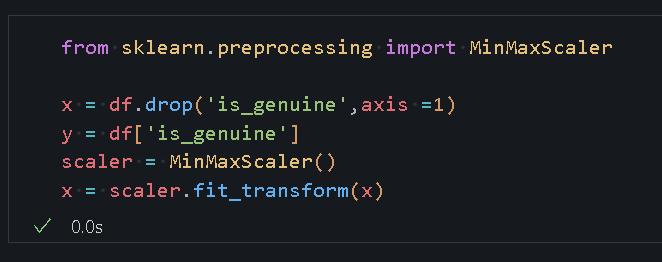 from sklearn.preprocessing import MinMaxScaler
x = df.drop('is_genuine',axis =1)
y = df['is_genuine']
scaler = MinMaxScaler()
x = scaler.fit_transform(x)
0.0s